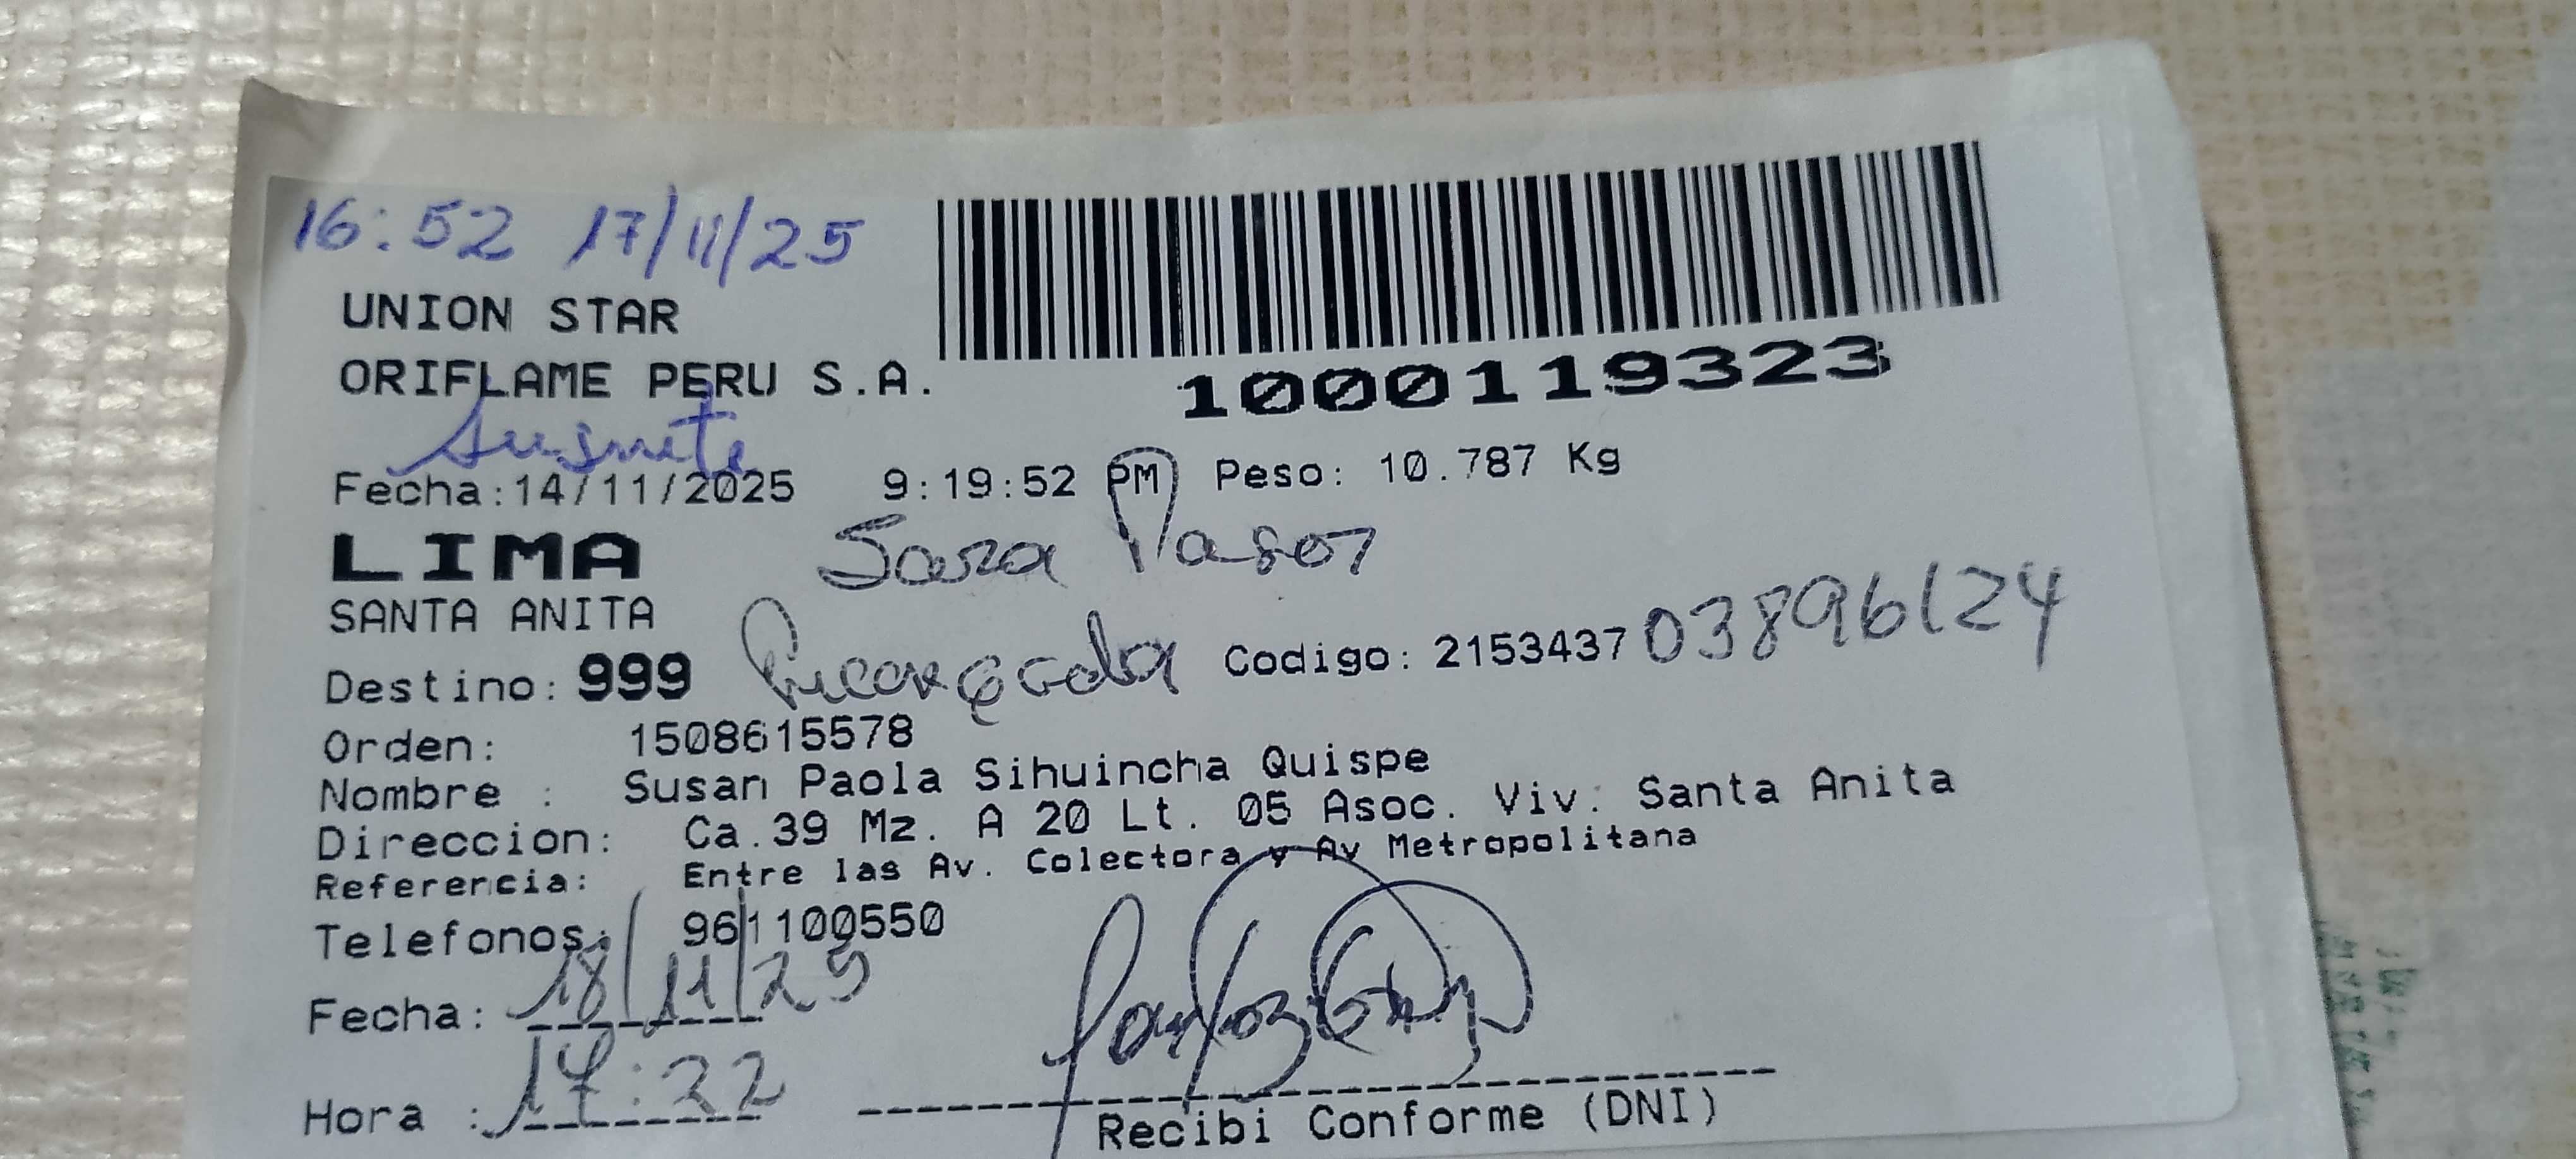 16:52 17/11/25
UNION STAR
ORIFLAME PERU S.A.
1000119323
Fecha:14/11/2025 9:19:52 PM Peso: 10.787 Kg
LIMA
Sara
SANTA ANITA
Destino: 999 Codigo: 2153437 03896124
Orden: 1508615578
Nombre : Susan Paola Sihuincha Quispe
Direccion: Ca.39 Mz. A 20 Lt. 05 Asoc. Viv. Santa Anita
Referencia: Entre las Av. Colectora y Av Metropolitana
Telefonos: 961100550
Fecha: 18/11/25
Hora : 17:22
Recibi Conforme (DNI)